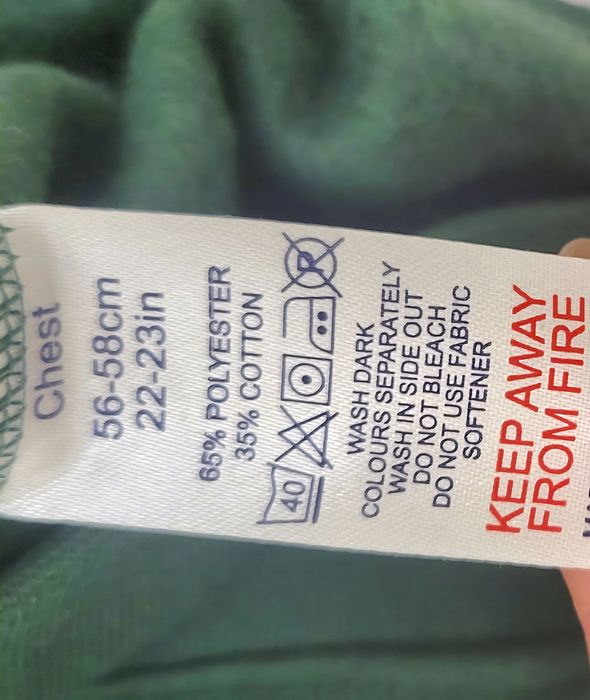 Chest
56-58cm
22-23in
65% POLYESTER
35% COTTON
40 P
WASH DARK
COLOURS SEPARATELY
WASH IN SIDE OUT
DO NOT BLEACH
DO NOT USE FABRIC
SOFTENER
KEEP AWAY
FROM FIRE